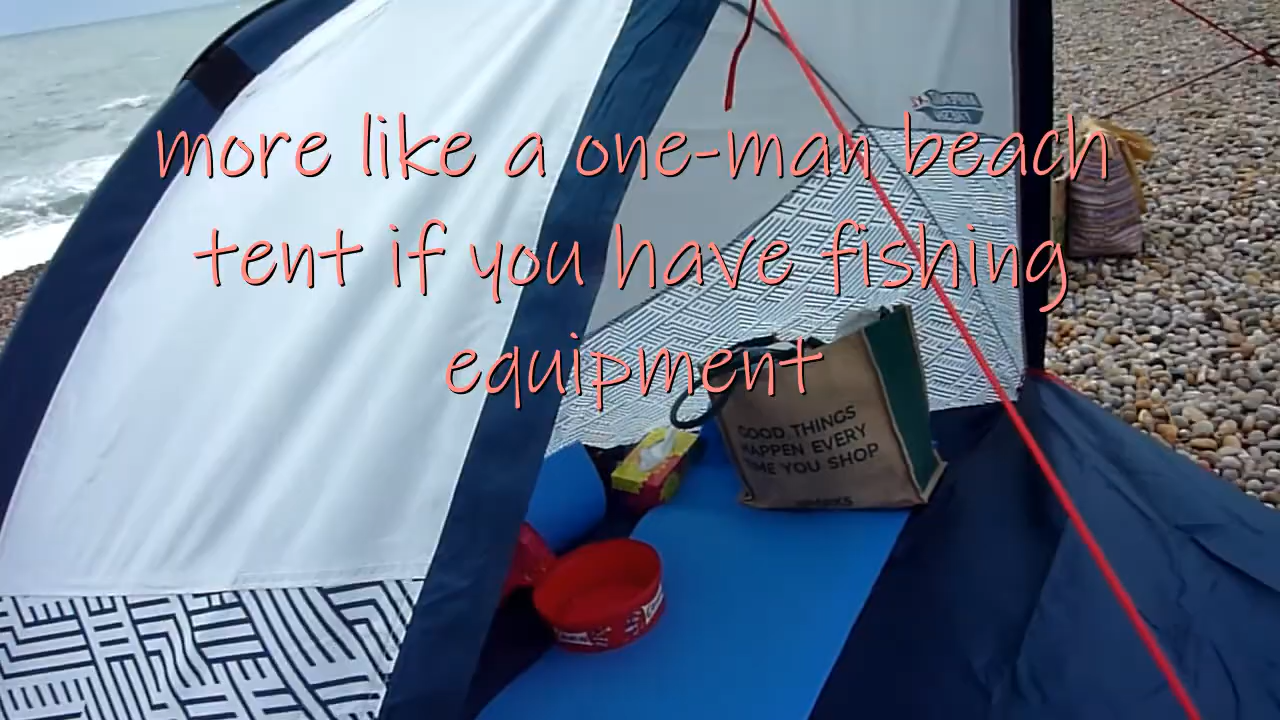 more like a one-man beach
tent if you have fishing
equipment
GOOD THINGS
HAPPEN EVERY
TIME YOU SHOP